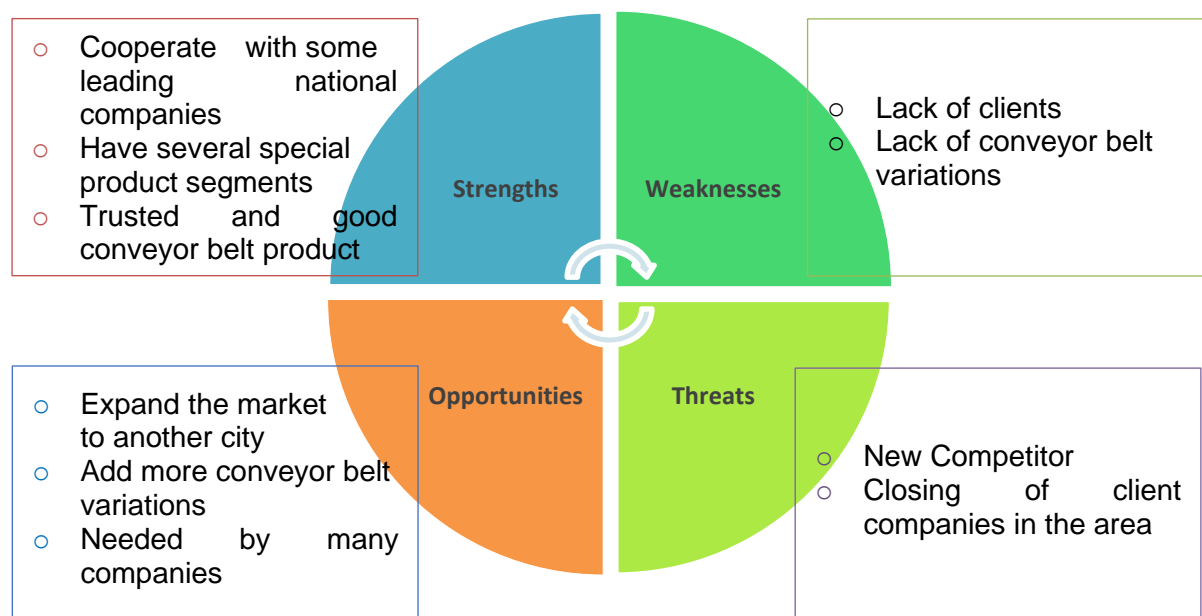 ○ Cooperate with some
leading national
companies
○ Have several special
product segments
○ Trusted and good
conveyor belt product
Strengths
Weaknesses
○ Lack of clients
○ Lack of conveyor belt
variations
○ Expand the market
to another city
○ Add more conveyor belt
variations
○ Needed by many
companies
Opportunities
Threats
○ New Competitor
○ Closing of client
companies in the area